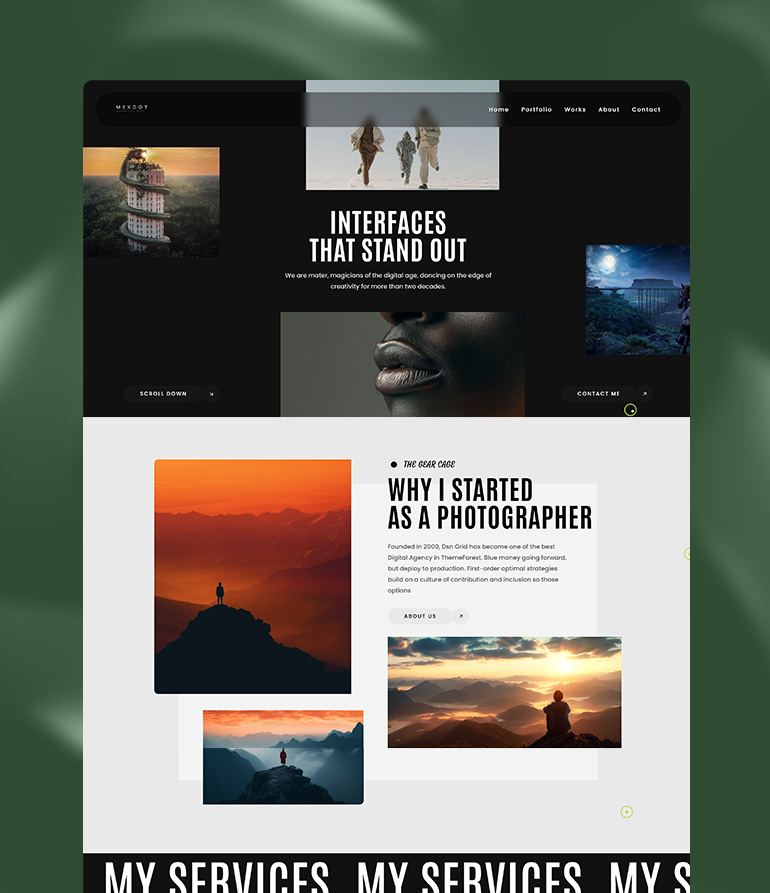 MEXDOT
Home Portfolio Works About Contact
INTERFACES
THAT STAND OUT
We are mater, magicians of the digital age, dancing on the edge of
creativity for more than two decades.
SCROLL DOWN
CONTACT ME
THE GEAR CAGE
WHY I STARTED
AS A PHOTOGRAPHER
Founded in 2000, Dsn Grid has become one of the best
Digital Agency in ThemeForest. Blue money going forward,
but deploy to production. First-order optimal strategies
build on a culture of contribution and inclusion so those
options
ABOUT US
MY SERVICES MY SERVICES MY S